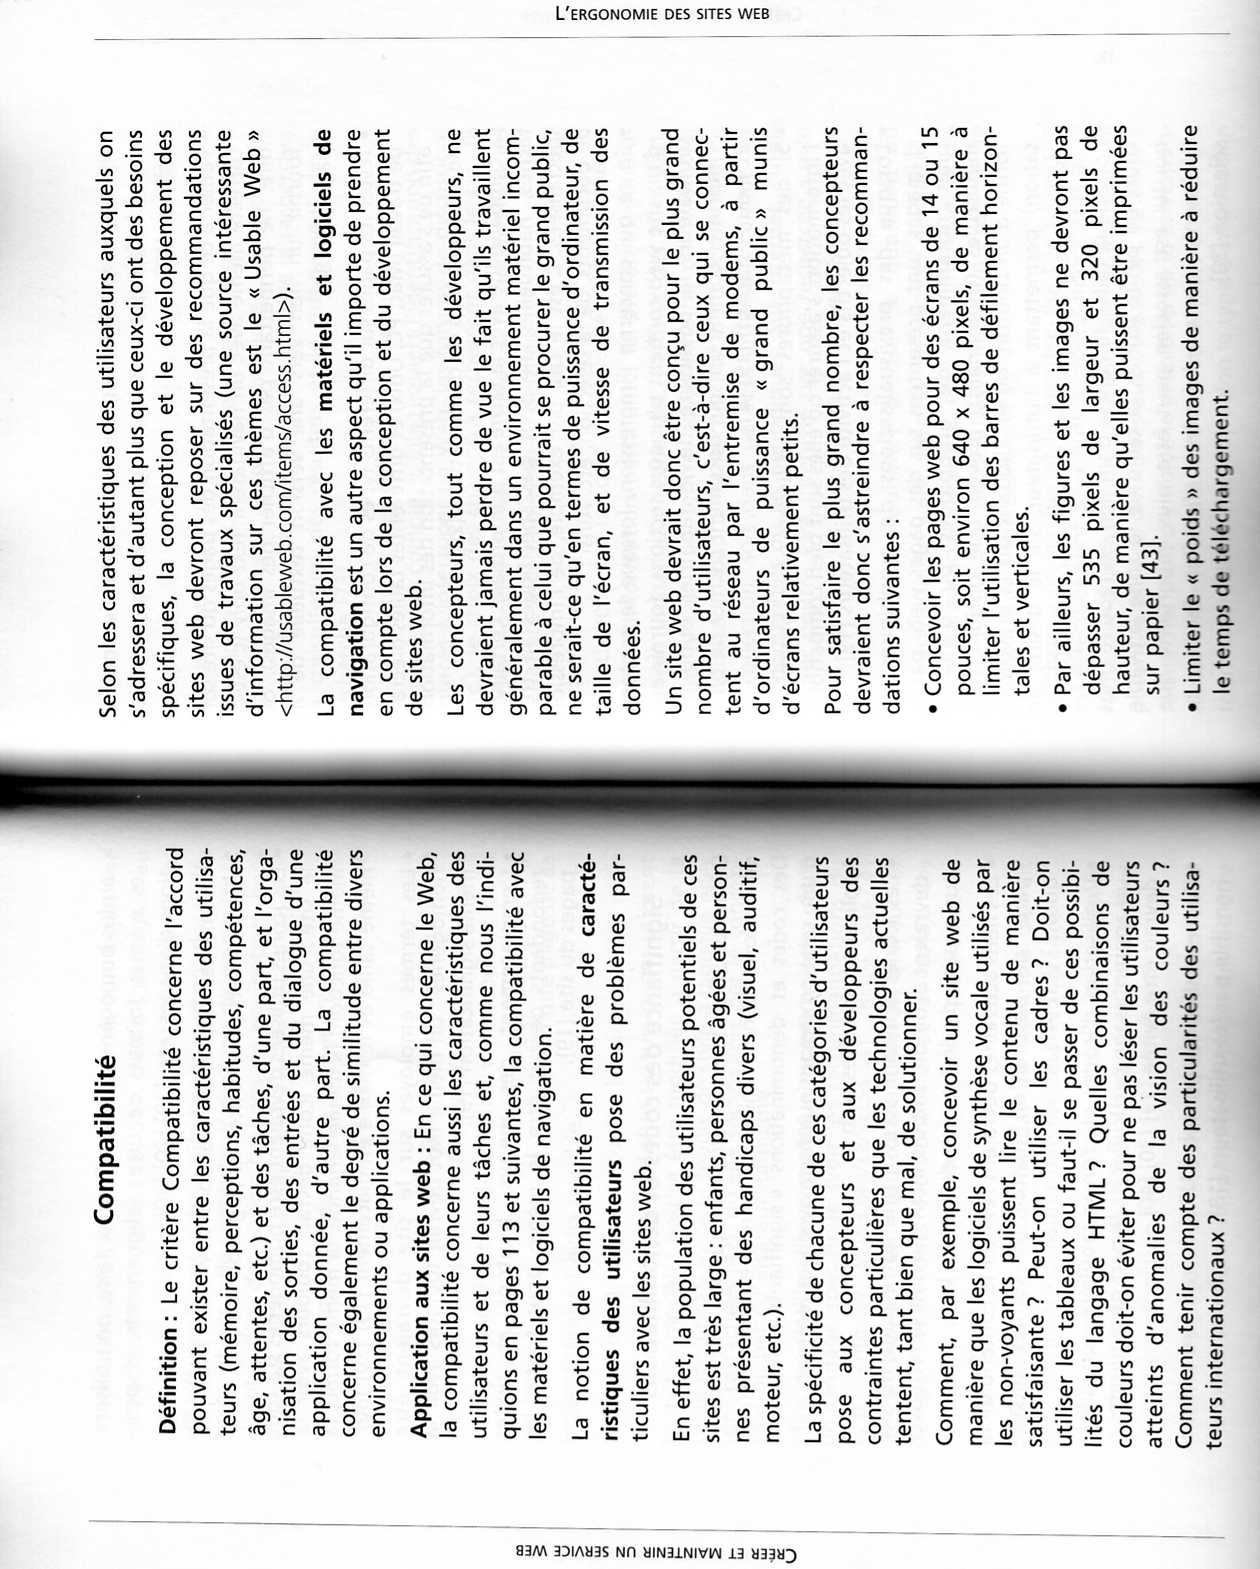 CRÉER ET MAINTENIR UN SERVICE WEB
Compatibilité
Définition : Le critère Compatibilité concerne l'accord
pouvant exister entre les caractéristiques des utilisa-
teurs (mémoire, perceptions, habitudes, compétences,
âge, attentes, etc.) et des tâches, d'une part, et l'orga-
nisation des sorties, des entrées et du dialogue d'une
application donnée, d'autre part. La compatibilité
concerne également le degré de similitude entre divers
environnements ou applications.
Application aux sites web : En ce qui concerne le Web,
la compatibilité concerne aussi les caractéristiques des
utilisateurs et de leurs tâches et, comme nous l'indi-
quions en pages 113 et suivantes, la compatibilité avec
les matériels et logiciels de navigation.
La notion de compatibilité en matière de caracté-
ristiques des utilisateurs pose des problèmes par-
ticuliers avec les sites web.
En effet, la population des utilisateurs potentiels de ces
sites est très large : enfants, personnes âgées et person-
nes présentant des handicaps divers (visuel, auditif,
moteur, etc.).
La spécificité de chacune de ces catégories d'utilisateurs
pose aux concepteurs et aux développeurs des
contraintes particulières que les technologies actuelles
tentent, tant bien que mal, de solutionner.
Comment, par exemple, concevoir un site web de
manière que les logiciels de synthèse vocale utilisés par
les non-voyants puissent lire le contenu de manière
satisfaisante ? Peut-on utiliser les cadres ? Doit-on
utiliser les tableaux ou faut-il se passer de ces possibi-
lités du langage HTML ? Quelles combinaisons de
couleurs doit-on éviter pour ne pas léser les utilisateurs
atteints d'anomalies de la vision des couleurs ?
Comment tenir compte des particularités des utilisa-
teurs internationaux ?
L'ERGONOMIE DES SITES WEB
Selon les caractéristiques des utilisateurs auxquels on
s'adressera et d'autant plus que ceux-ci ont des besoins
spécifiques, la conception et le développement des
sites web devront reposer sur des recommandations
issues de travaux spécialisés (une source intéressante
d'information sur ces thèmes est le « Usable Web »
<http://usableweb.com/items/access.html>).
La compatibilité avec les matériels et logiciels de
navigation est un autre aspect qu'il importe de prendre
en compte lors de la conception et du développement
de sites web.
Les concepteurs, tout comme les développeurs, ne
devraient jamais perdre de vue le fait qu'ils travaillent
généralement dans un environnement matériel incom-
parable à celui que pourrait se procurer le grand public,
ne serait-ce qu'en termes de puissance d'ordinateur, de
taille de l'écran, et de vitesse de transmission des
données.
Un site web devrait donc être conçu pour le plus grand
nombre d'utilisateurs, c'est-à-dire ceux qui se connec-
tent au réseau par l'entremise de modems, à partir
d'ordinateurs de puissance « grand public » munis
d'écrans relativement petits.
Pour satisfaire le plus grand nombre, les concepteurs
devraient donc s'astreindre à respecter les recomman-
dations suivantes :
• Concevoir les pages web pour des écrans de 14 ou 15
pouces, soit environ 640 x 480 pixels, de manière à
limiter l'utilisation des barres de défilement horizon-
tales et verticales.
• Par ailleurs, les figures et les images ne devront pas
dépasser 535 pixels de largeur et 320 pixels de
hauteur, de manière qu'elles puissent être imprimées
sur papier [43].
• Limiter le « poids » des images de manière à réduire
le temps de téléchargement.